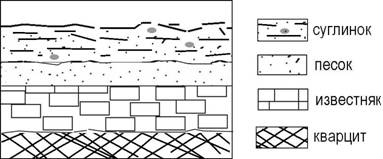 суглинок
песок
известняк
кварцит